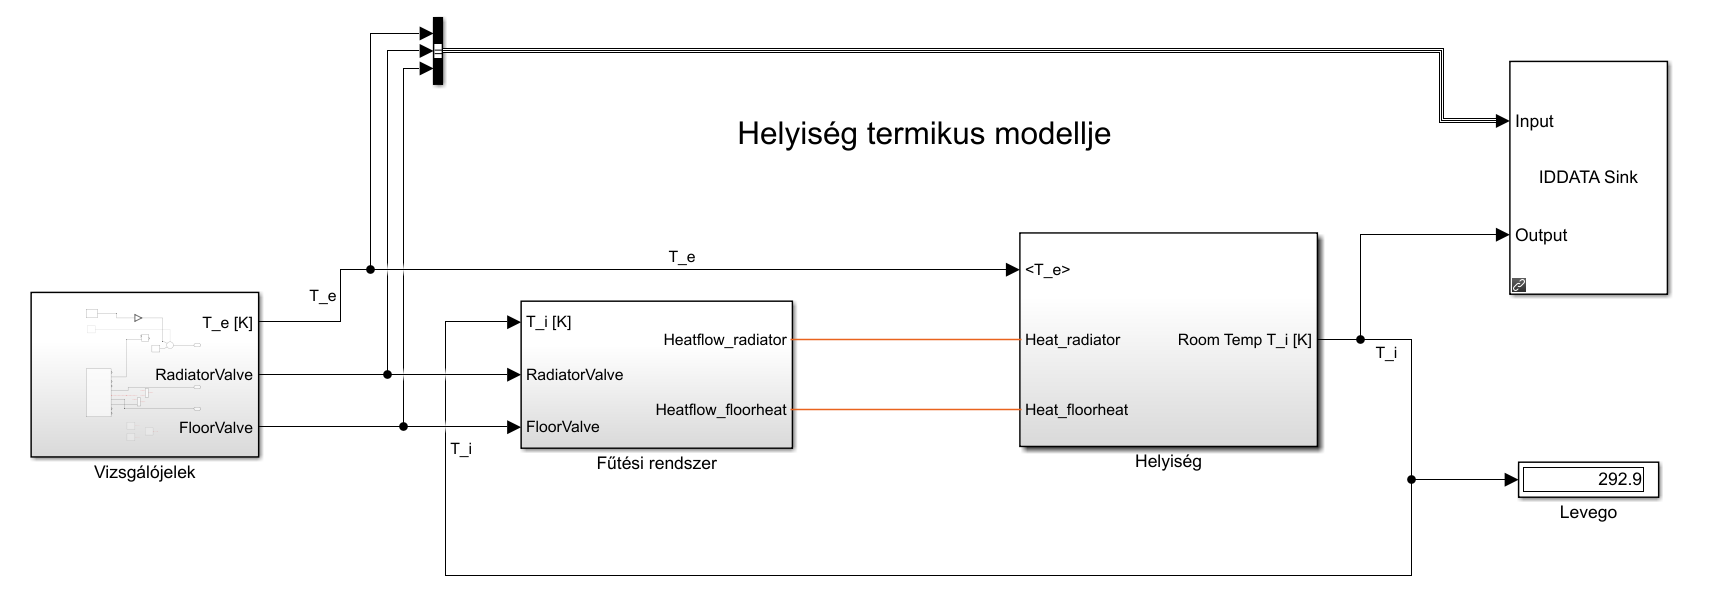 Helyiség termikus modellje
Input
IDDATA Sink
Output
T_e
T_e
<T_e>
T_e [K]
RadiatorValve
FloorValve
Vizsgálójelek
T_i [K]
RadiatorValve
FloorValve
Heatflow_radiator
Heatflow_floorheat
Fűtési rendszer
T_i
Heat_radiator
Heat_floorheat
Room Temp T_i [K]
Helyiség
T_i
292.9
Levego